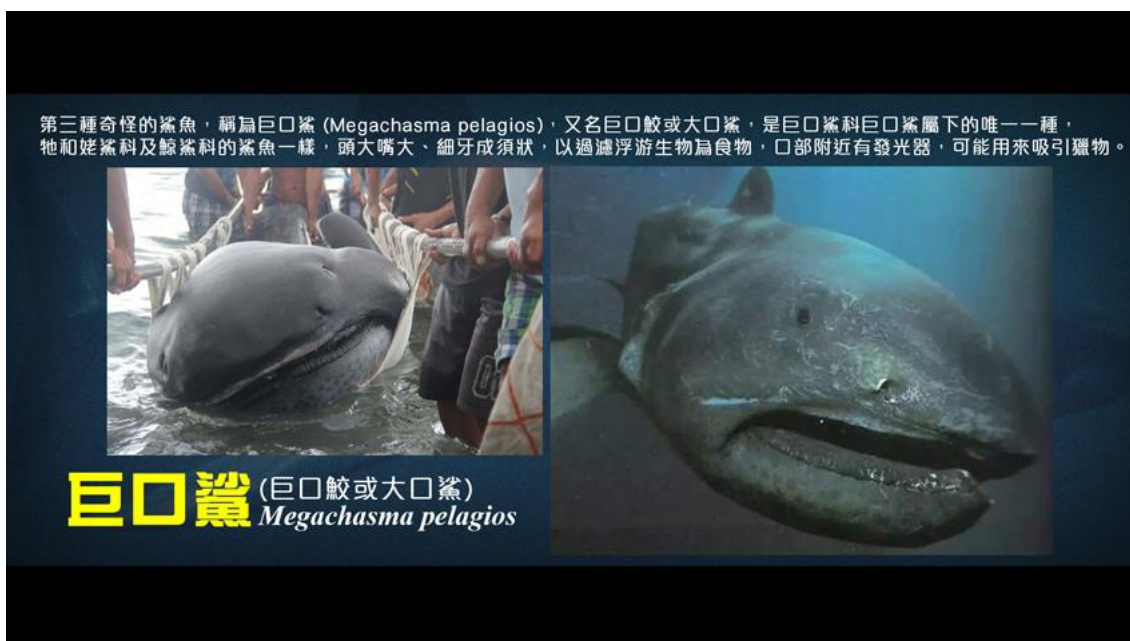 第三種奇怪的鯊魚，稱為巨口鯊 (Megachasma pelagios)，又名巨口鮫或大口鯊，是巨口鯊科巨口鯊屬下的唯一一種，
牠和姥鯊科及鯨鯊科的鯊魚一樣，頭大嘴大、細牙成須狀，以過濾浮游生物為食物，口部附近有發光器，可能用來吸引獵物。
巨口鯊 (巨口鮫或大口鯊)
Megachasma pelagios